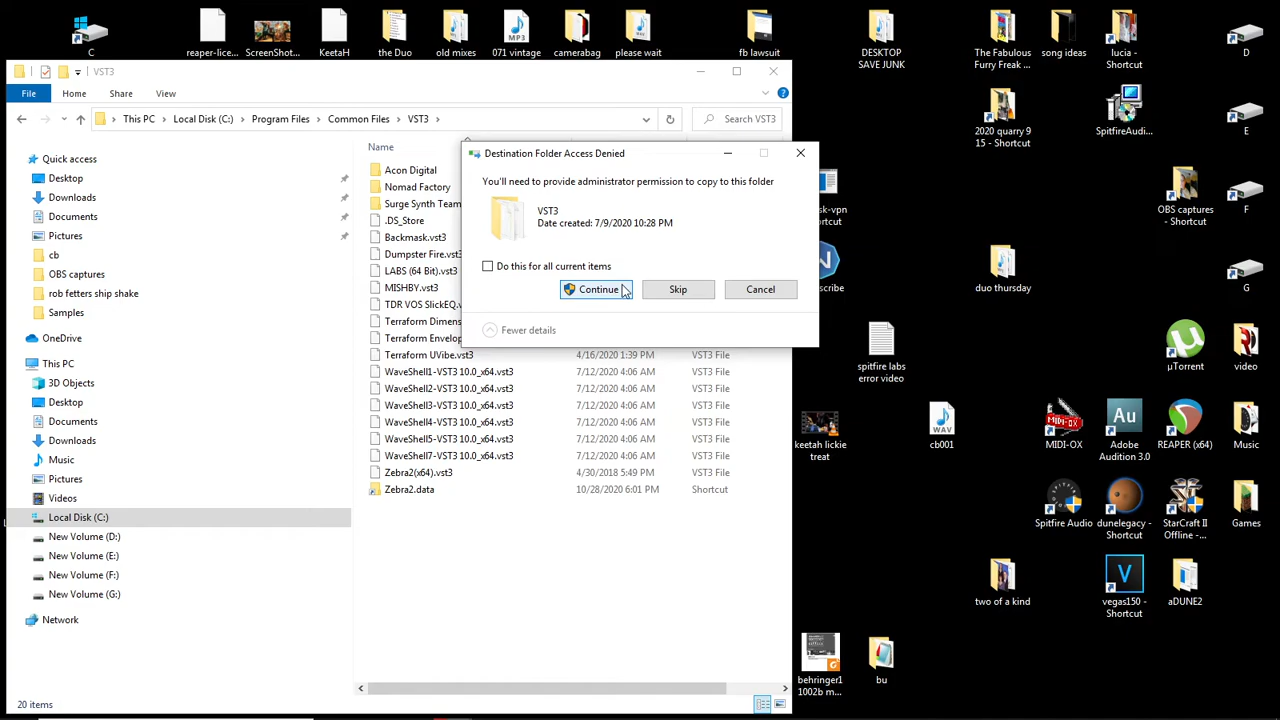 C
reaper-lice...
ScreenShot...
KeetaH
the Duo
old mixes
MP3
071 vintage
camerabag
please wait
fb lawsuit
DESKTOP
SAVE JUNK
The Fabulous
Furry Freak ...
song ideas
lucia -
Shortcut
D
VST3
File
Home
Share
View
This PC
Local Disk (C:)
Program Files
Common Files
VST3
Search VST3
Name
Quick access
Desktop
Downloads
Documents
Pictures
cb
OBS captures
rob fetters ship shake
Samples
OneDrive
This PC
3D Objects
Desktop
Documents
Downloads
Music
Pictures
Videos
Local Disk (C:)
New Volume (D:)
New Volume (E:)
New Volume (F:)
New Volume (G:)
Network
20 items
Acon Digital
Nomad Factory
Surge Synth Team
.DS_Store
Backmask.vst3
Dumpster Fire.vst3
LABS (64 Bit).vst3
MISHBY.vst3
TDR VOS SlickEQ.v
Terraform Dimens
Terraform Envelop
Terraform UVibe.vst3 4/16/2020 1:39 PM VST3 File
WaveShell1-VST3 10.0_x64.vst3 7/12/2020 4:06 AM VST3 File
WaveShell2-VST3 10.0_x64.vst3 7/12/2020 4:06 AM VST3 File
WaveShell3-VST3 10.0_x64.vst3 7/12/2020 4:06 AM VST3 File
WaveShell4-VST3 10.0_x64.vst3 7/12/2020 4:06 AM VST3 File
WaveShell5-VST3 10.0_x64.vst3 7/12/2020 4:06 AM VST3 File
WaveShell7-VST3 10.0_x64.vst3 7/12/2020 4:06 AM VST3 File
Zebra2(x64).vst3 4/30/2018 5:49 PM VST3 File
Zebra2.data 10/28/2020 6:01 PM Shortcut
Destination Folder Access Denied
You'll need to provide administrator permission to copy to this folder
VST3
Date created: 7/9/2020 10:28 PM
Do this for all current items
Continue
Skip
Cancel
Fewer details
2020 quarry 9
15 - Shortcut
SpitfireAudi...
E
sk-vpn
rtcut
OBS captures
- Shortcut
F
scribe
duo thursday
G
spitfire labs
error video
µTorrent
video
keetah lickie
treat
WAV
cb001
MIDI-OX
Au
Adobe
Audition 3.0
REAPER (x64)
Music
Spitfire Audio
dunelegacy -
Shortcut
StarCraft II
Offline -...
Games
two of a kind
V
vegas150 -
Shortcut
aDUNE2
behringer1
1002b m...
bu